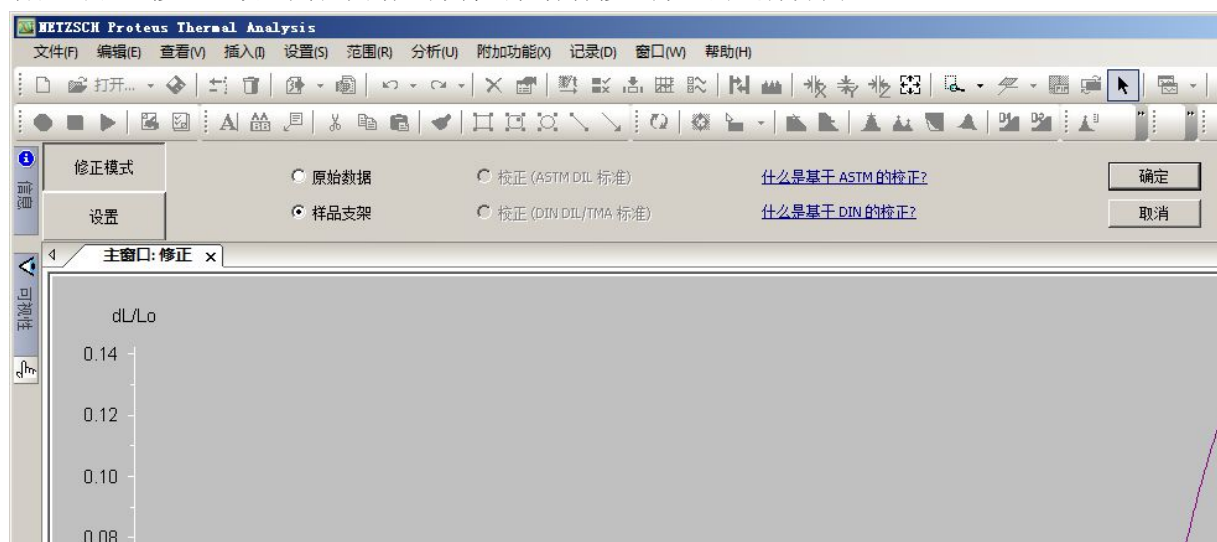 NETZSCH Proteus Thermal Analysis
文件(F) 编辑(E) 查看(V) 插入(I) 设置(S) 范围(R) 分析(U) 附加功能(X) 记录(D) 窗口(W) 帮助(H)
打开...
信息
修正模式
原始数据
校正 (ASTM DIL 标准)
什么是基于 ASTM 的校正?
确定
设置
样品支架
校正 (DIN DIL/TMA 标准)
什么是基于 DIN 的校正?
取消
主窗口: 修正
可视性
dL/Lo
0.14
0.12
0.10
0.08